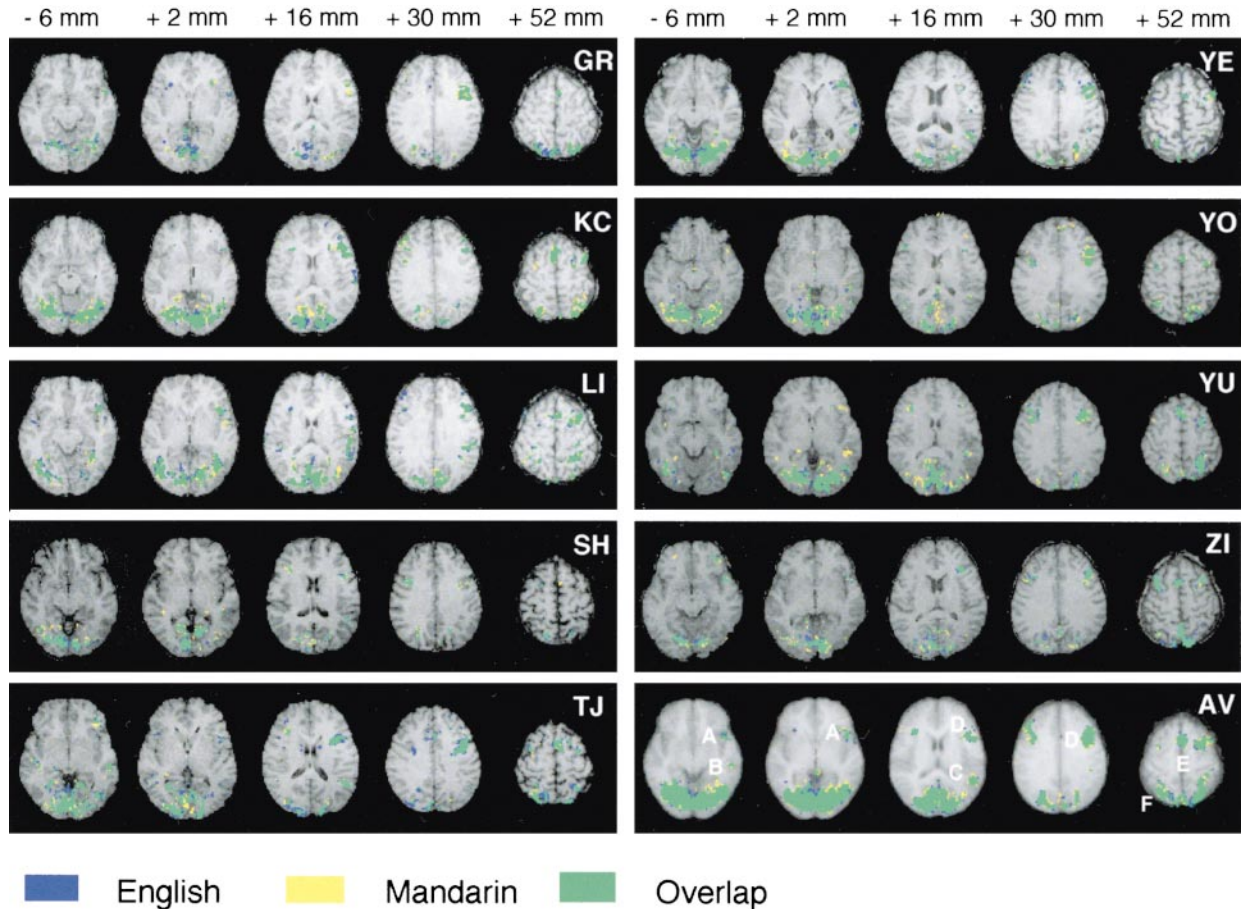 - 6 mm + 2 mm + 16 mm + 30 mm + 52 mm - 6 mm + 2 mm + 16 mm + 30 mm + 52 mm
GR YE
KC YO
LI YU
SH ZI
TJ AV
A A D D
B C E
F
English Mandarin Overlap